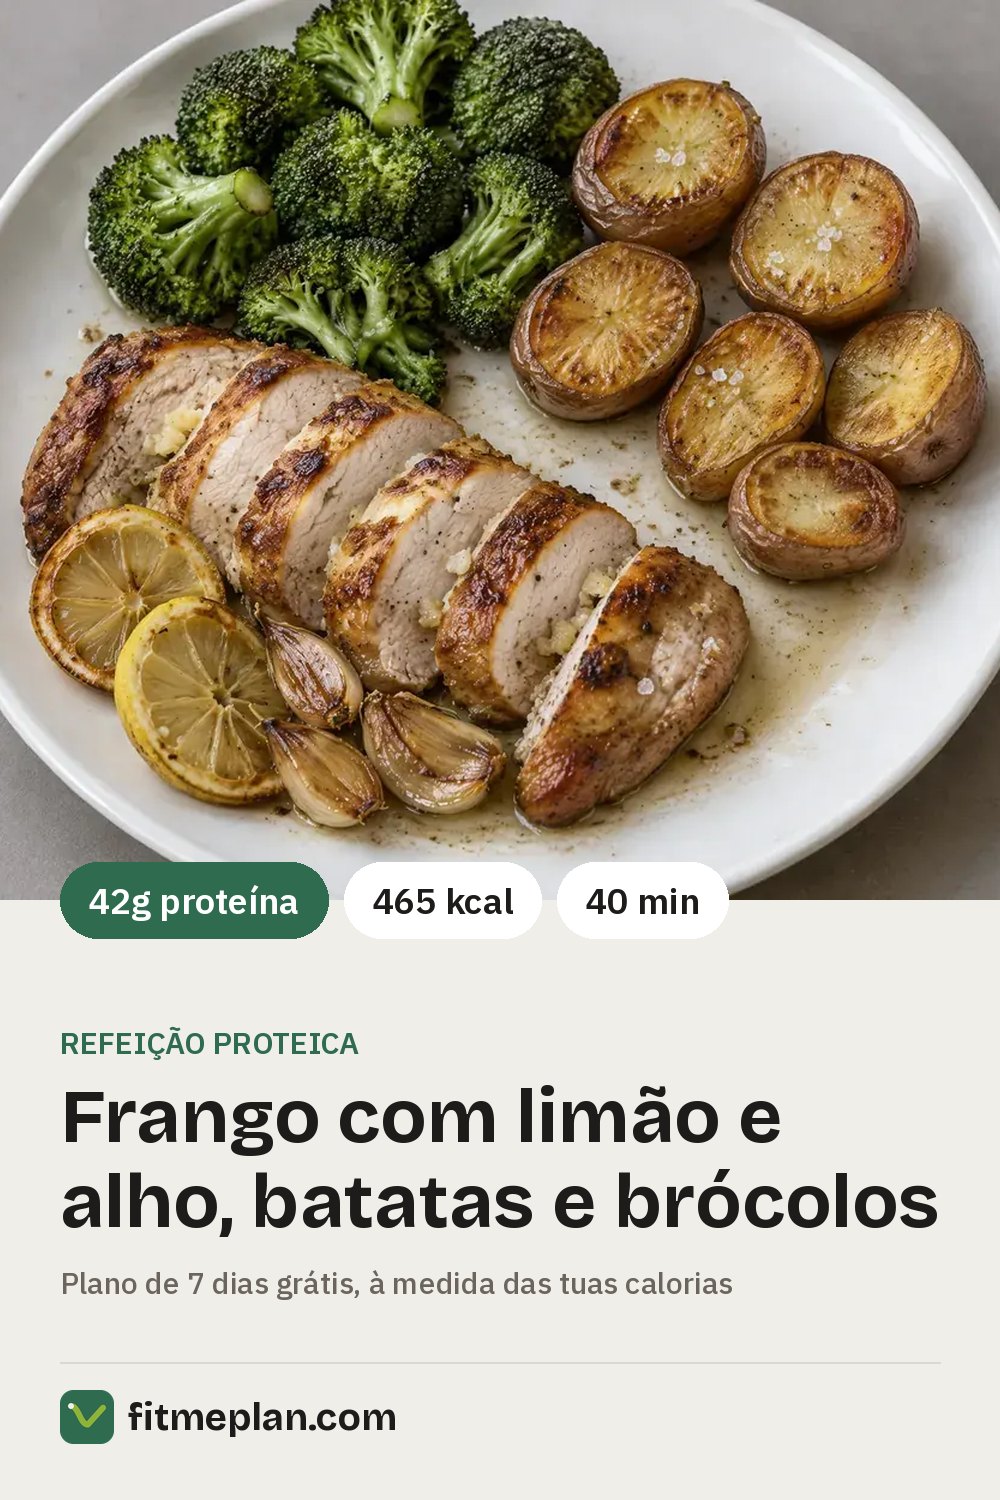 42g proteína
465 kcal
40 min
REFEIÇÃO PROTEICA
Frango com limão e
alho, batatas e brócolos
Plano de 7 dias grátis, à medida das tuas calorias
fitmeplan.com